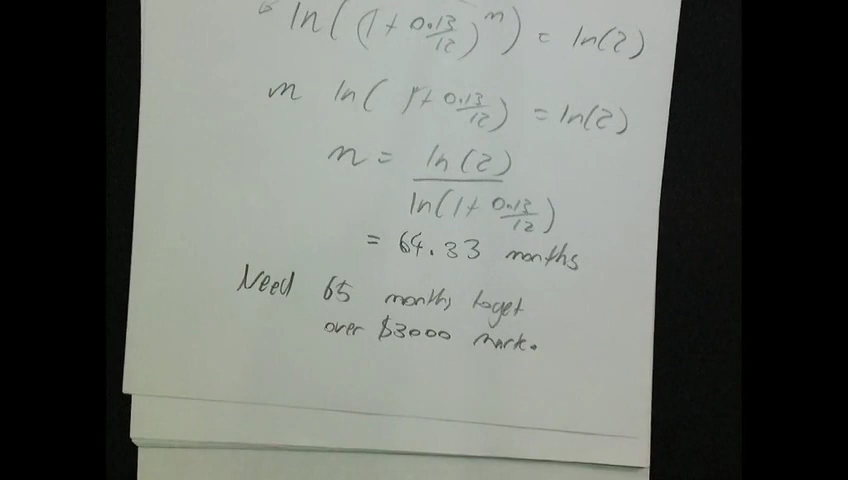 ln((1 + 0.13/12)^m) = ln(2)
m ln(1 + 0.13/12) = ln(2)
m = ln(2) / ln(1 + 0.13/12)
= 64.33 months
Need 65 months to get
over $3000 mark.